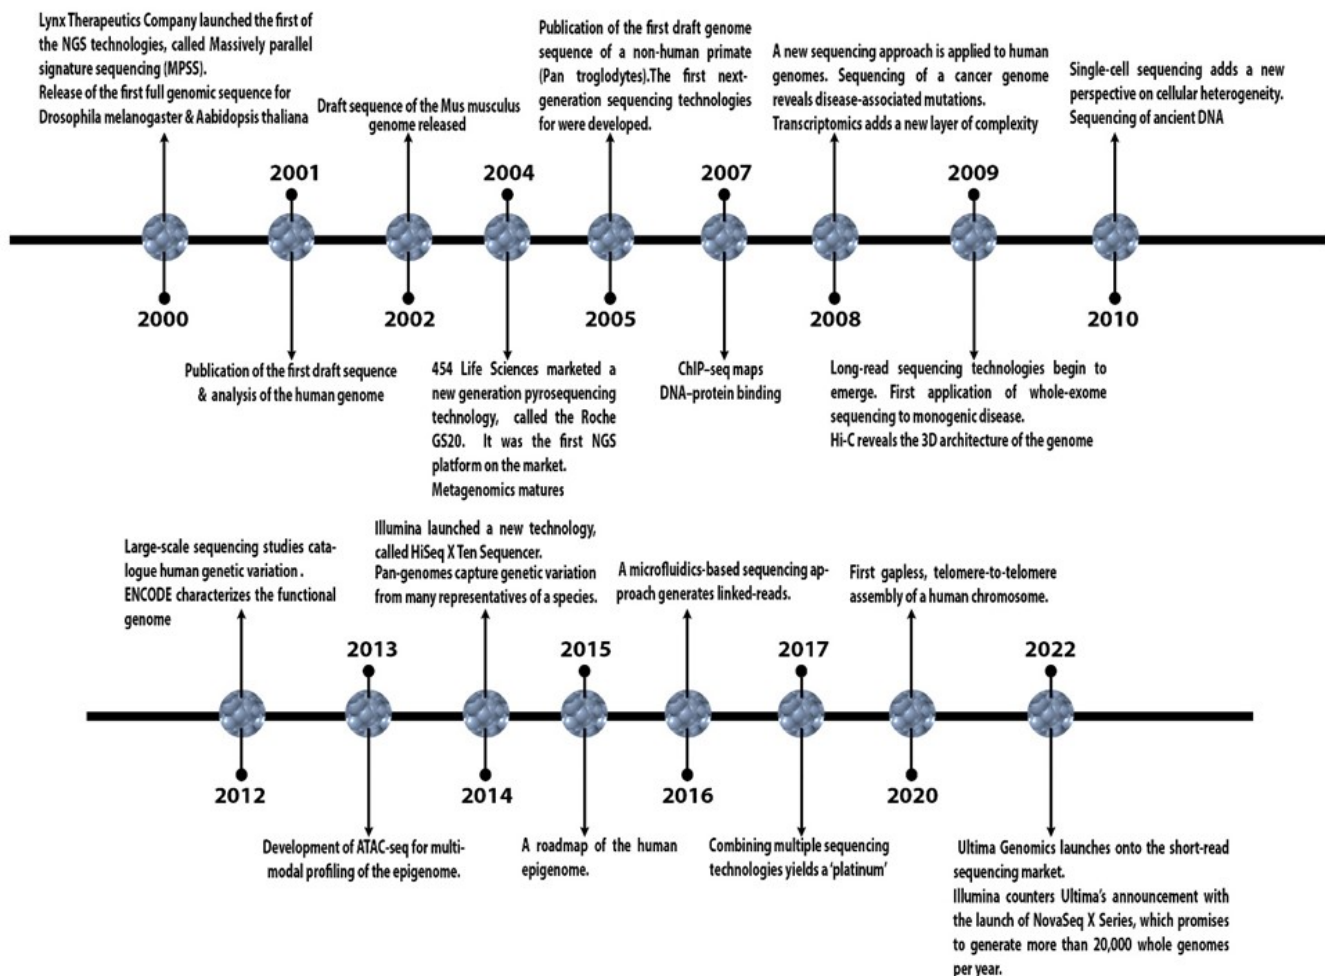 Lynx Therapeutics Company launched the first of
the NGS technologies, called Massively parallel
signature sequencing (MPSS).
Release of the first full genomic sequence for
Drosophila melanogaster & Aabidopsis thaliana
2000
2001
Publication of the first draft sequence
& analysis of the human genome
Draft sequence of the Mus musculus
genome released
2002
2004
454 Life Sciences marketed a
new generation pyrosequencing
technology, called the Roche
GS20. It was the first NGS
platform on the market.
Metagenomics matures
Publication of the first draft genome
sequence of a non-human primate
(Pan troglodytes).The first next-
generation sequencing technologies
for were developed.
2005
2007
ChIP–seq maps
DNA–protein binding
A new sequencing approach is applied to human
genomes. Sequencing of a cancer genome
reveals disease-associated mutations.
Transcriptomics adds a new layer of complexity
2008
2009
Long-read sequencing technologies begin to
emerge. First application of whole-exome
sequencing to monogenic disease.
Hi-C reveals the 3D architecture of the genome
Single-cell sequencing adds a new
perspective on cellular heterogeneity.
Sequencing of ancient DNA
2010
Large-scale sequencing studies cata-
logue human genetic variation .
ENCODE characterizes the functional
genome
2012
2013
Development of ATAC-seq for multi-
modal profiling of the epigenome.
Illumina launched a new technology,
called HiSeq X Ten Sequencer.
Pan-genomes capture genetic variation
from many representatives of a species.
2014
2015
A roadmap of the human
epigenome.
A microfluidics-based sequencing ap-
proach generates linked-reads.
2016
2017
Combining multiple sequencing
technologies yields a ‘platinum’
First gapless, telomere-to-telomere
assembly of a human chromosome.
2020
2022
Ultima Genomics launches onto the short-read
sequencing market.
Illumina counters Ultima’s announcement with
the launch of NovaSeq X Series, which promises
to generate more than 20,000 whole genomes
per year.